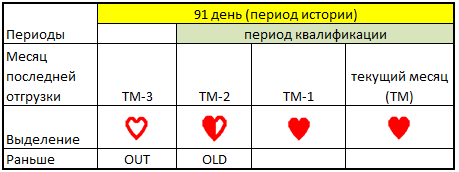 91 день (период истории)
Периоды
период квалификации
Месяц
последней
отгрузки
ТМ-3
ТМ-2
ТМ-1
текущий месяц
(ТМ)
Выделение
Раньше
OUT
OLD